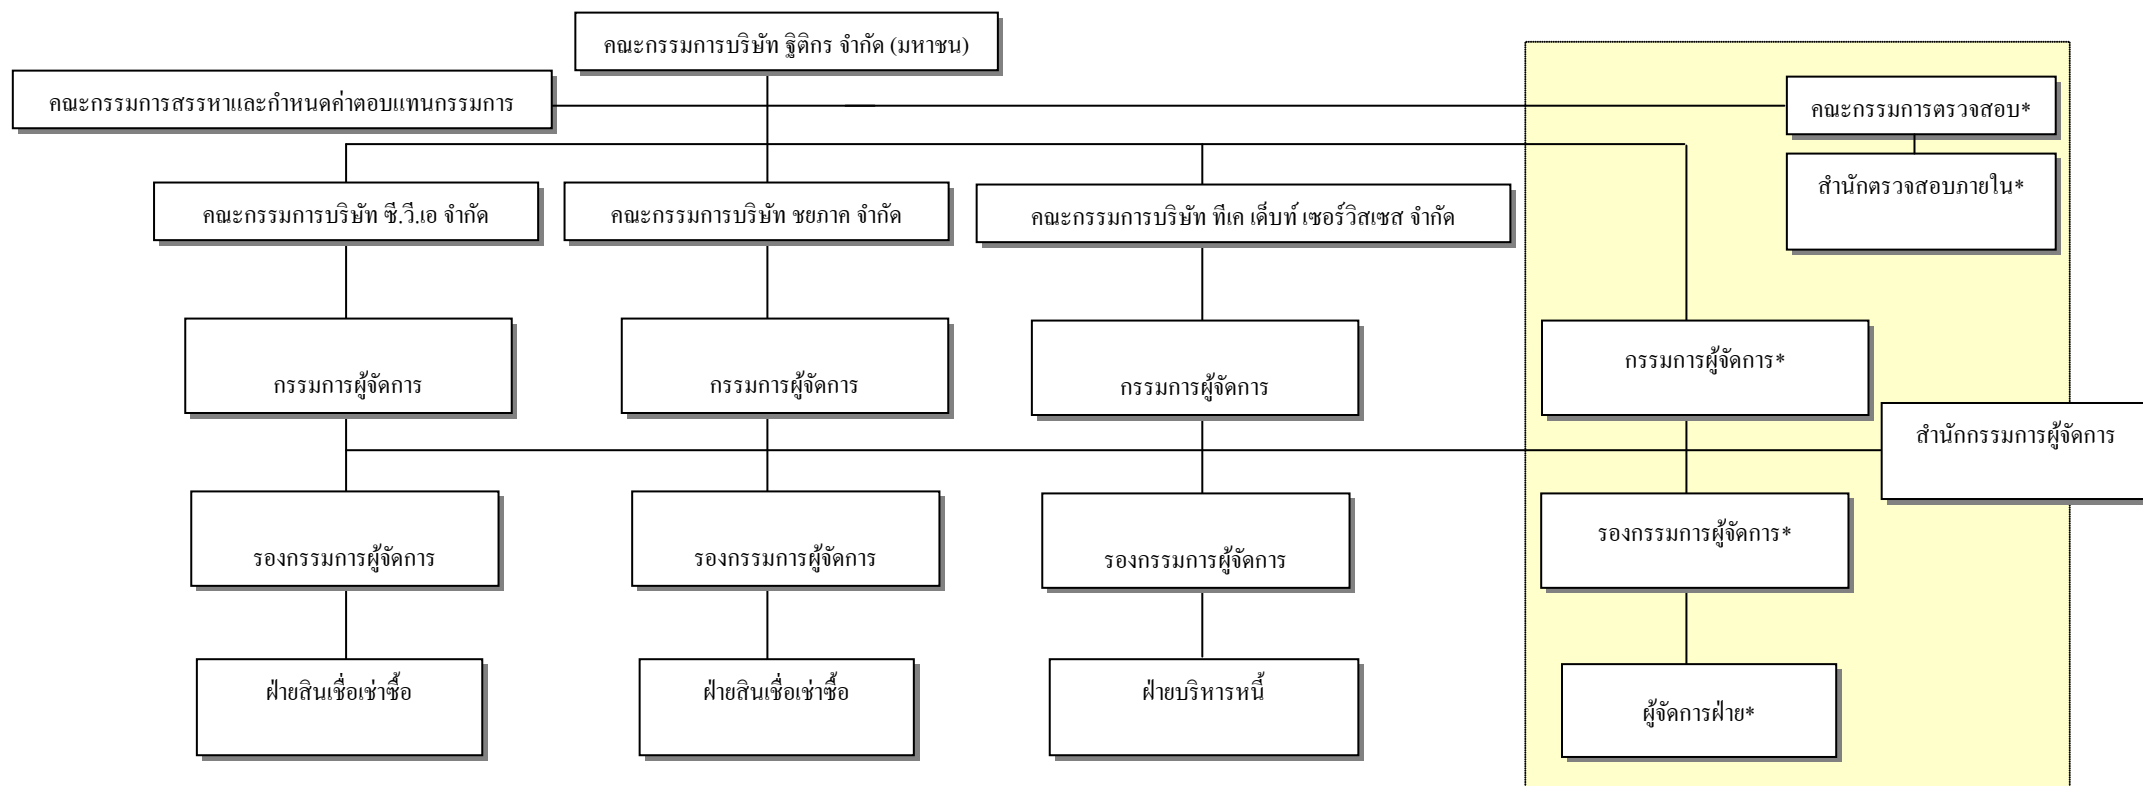 คณะกรรมการบริษัท ฐิติกร จำกัด (มหาชน)
คณะกรรมการสรรหาและกำหนดค่าตอบแทนกรรมการ
คณะกรรมการตรวจสอบ*
สำนักตรวจสอบภายใน*
คณะกรรมการบริษัท ซี.วี.เอ จำกัด
คณะกรรมการบริษัท ชยภาค จำกัด
คณะกรรมการบริษัท ทีเค เด็บท์ เซอร์วิสเซส จำกัด
กรรมการผู้จัดการ
กรรมการผู้จัดการ
กรรมการผู้จัดการ
กรรมการผู้จัดการ*
สำนักกรรมการผู้จัดการ
รองกรรมการผู้จัดการ
รองกรรมการผู้จัดการ
รองกรรมการผู้จัดการ
รองกรรมการผู้จัดการ*
ฝ่ายสินเชื่อเช่าซื้อ
ฝ่ายสินเชื่อเช่าซื้อ
ฝ่ายบริหารหนี้
ผู้จัดการฝ่าย*